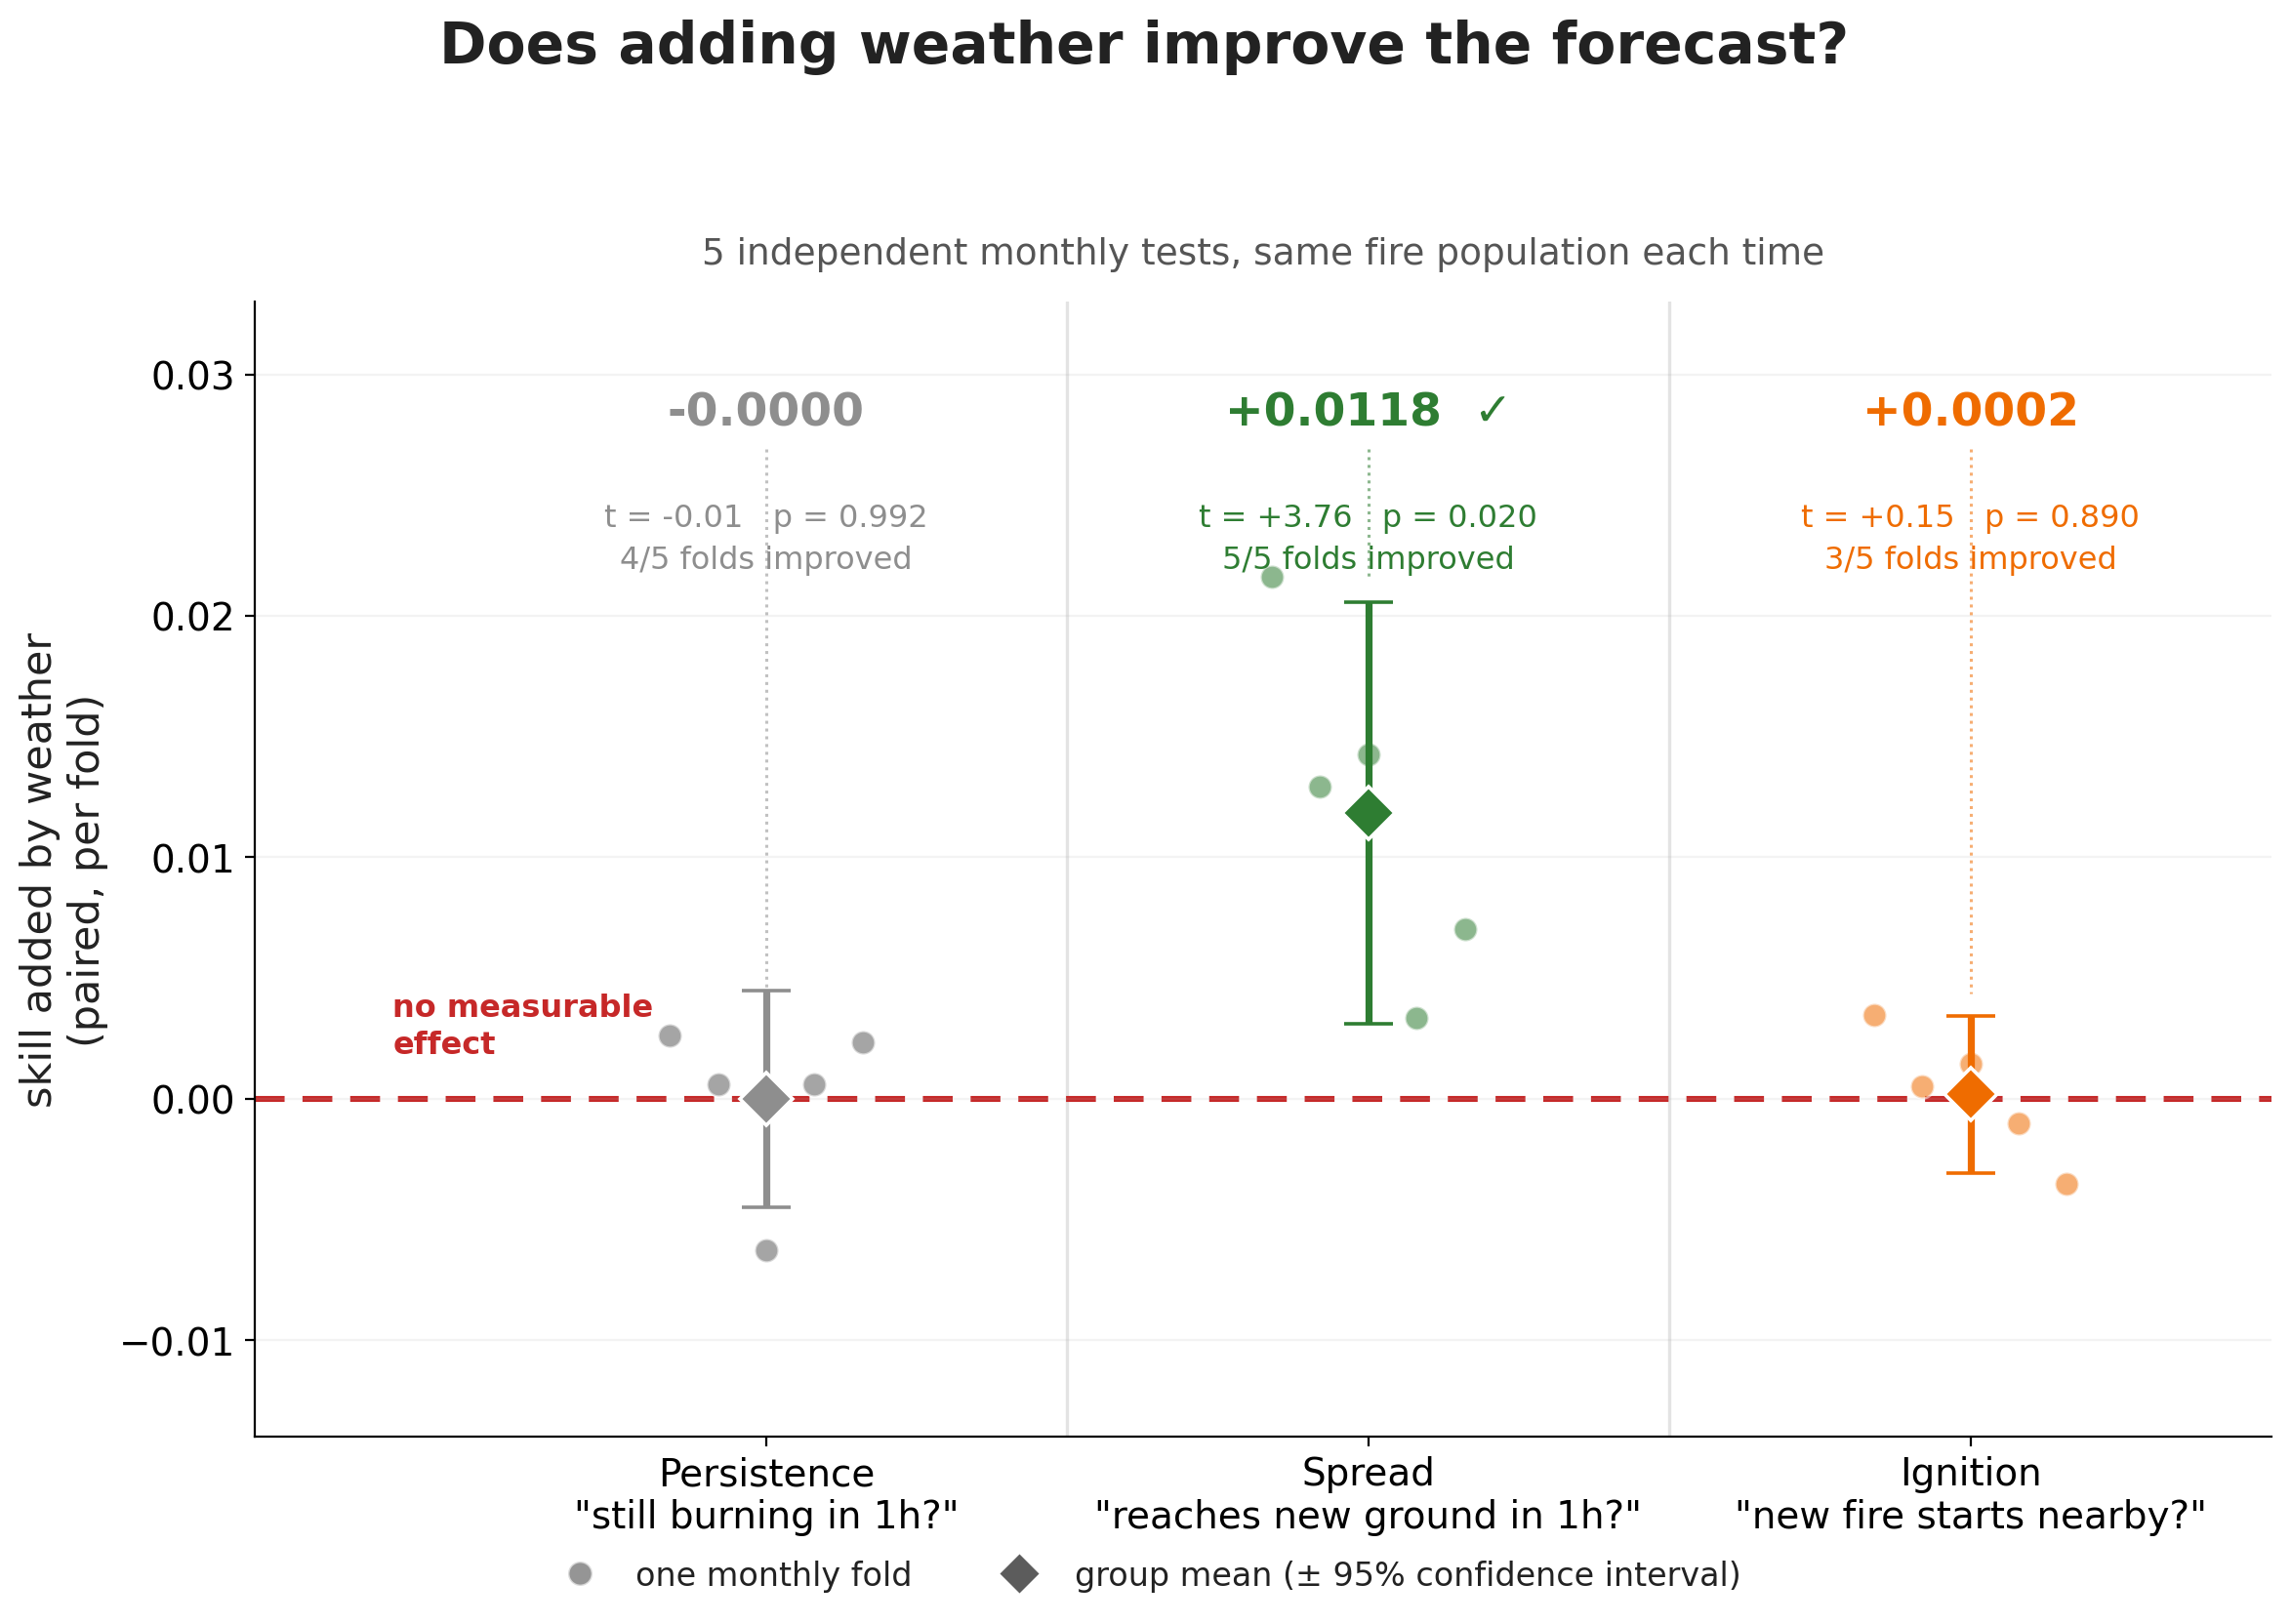 Does adding weather improve the forecast?
5 independent monthly tests, same fire population each time
skill added by weather
(paired, per fold)
0.03
0.02
0.01
0.00
−0.01
-0.0000
t = -0.01   p = 0.992
4/5 folds improved
+0.0118 ✓
t = +3.76   p = 0.020
5/5 folds improved
+0.0002
t = +0.15   p = 0.890
3/5 folds improved
no measurable
effect
Persistence
"still burning in 1h?"
Spread
"reaches new ground in 1h?"
Ignition
"new fire starts nearby?"
one monthly fold
group mean (± 95% confidence interval)